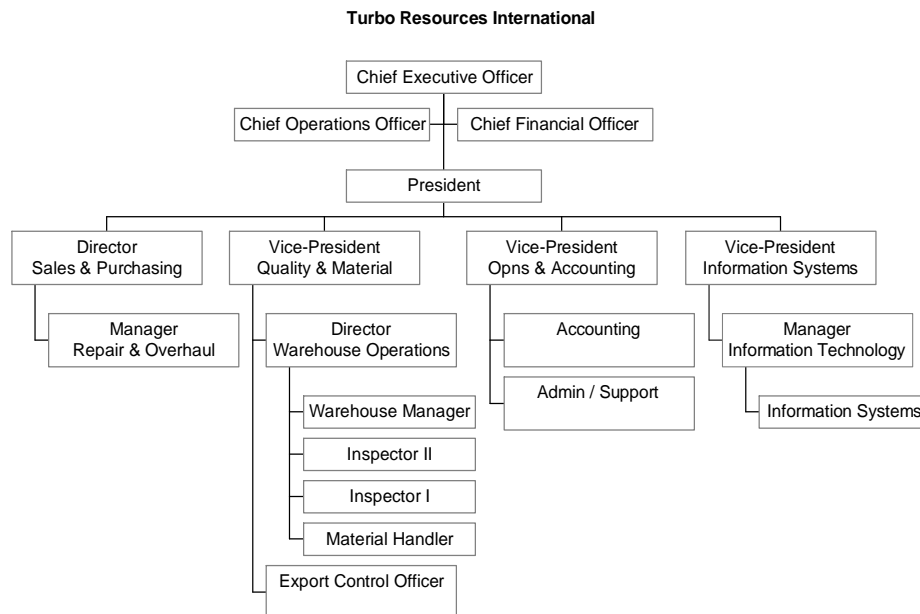 Turbo Resources International
Chief Executive Officer
Chief Operations Officer
Chief Financial Officer
President
Director
Sales & Purchasing
Vice-President
Quality & Material
Vice-President
Opns & Accounting
Vice-President
Information Systems
Manager
Repair & Overhaul
Director
Warehouse Operations
Accounting
Manager
Information Technology
Admin / Support
Warehouse Manager
Information Systems
Inspector II
Inspector I
Material Handler
Export Control Officer